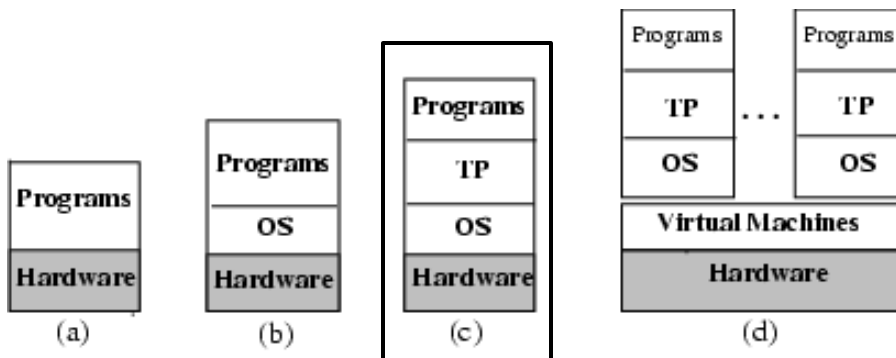 Programs
Hardware
(a)
Programs
OS
Hardware
(b)
Programs
TP
OS
Hardware
(c)
Programs Programs
TP ... TP
OS OS
Virtual Machines
Hardware
(d)